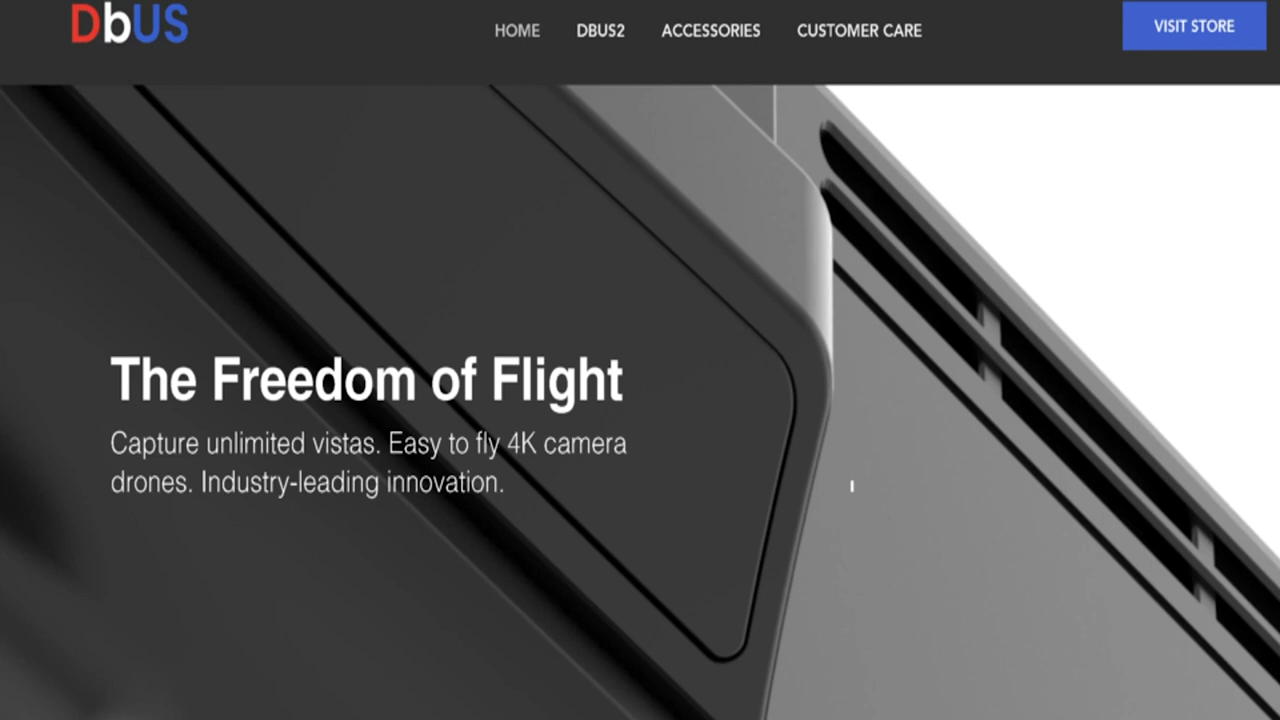 DbUS
HOME DBUS2 ACCESSORIES CUSTOMER CARE
VISIT STORE
The Freedom of Flight
Capture unlimited vistas. Easy to fly 4K camera
drones. Industry-leading innovation.